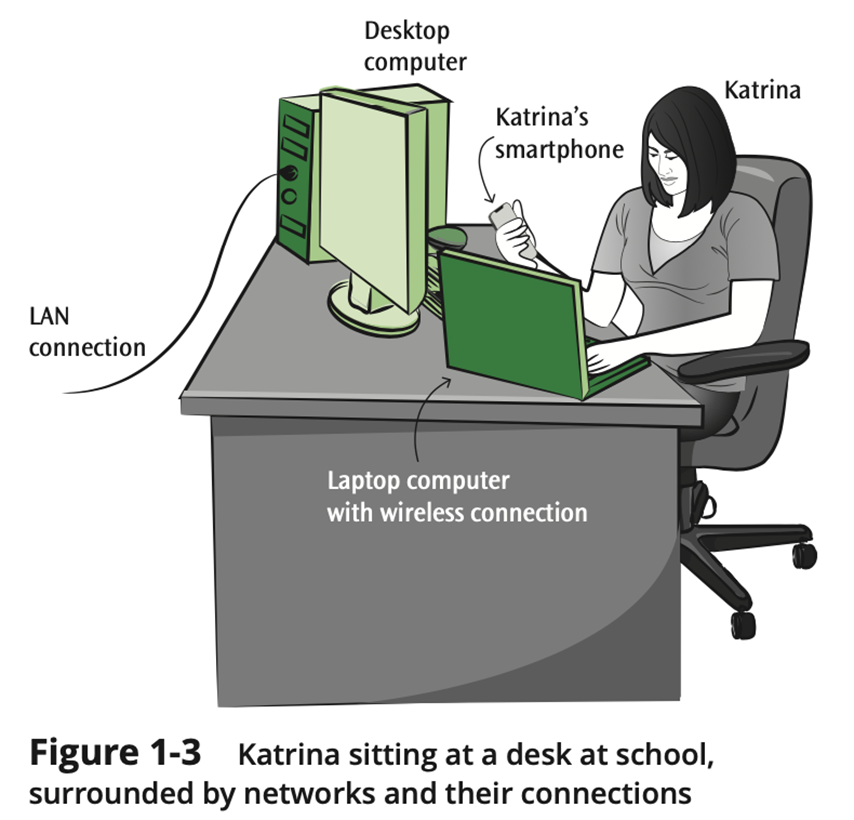 Desktop
computer
Katrina
Katrina’s
smartphone
LAN
connection
Laptop computer
with wireless connection
Figure 1-3 Katrina sitting at a desk at school,
surrounded by networks and their connections